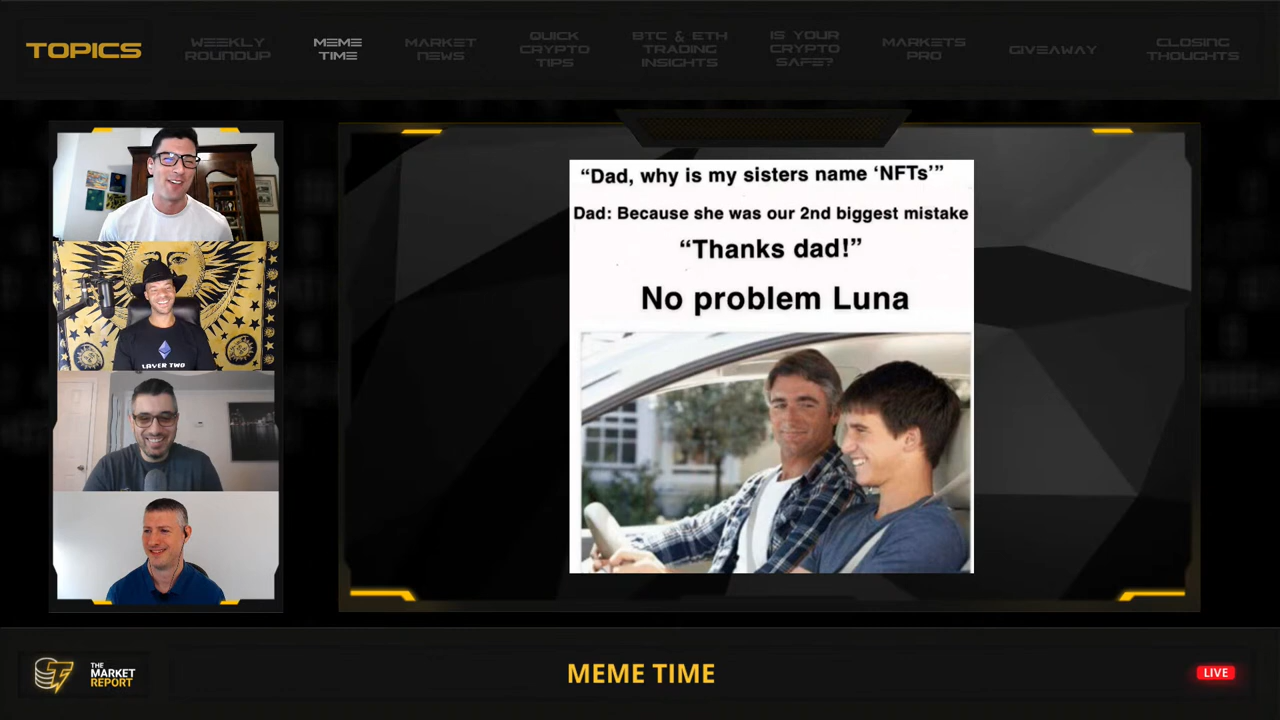 TOPICS
WEEKLY
ROUNDUP
MEME
TIME
MARKET
NEWS
QUICK
CRYPTO
TIPS
BTC & ETH
TRADING
INSIGHTS
IS YOUR
CRYPTO
SAFE?
MARKETS
PRO
GIVEAWAY
CLOSING
THOUGHTS
LAYER TWO
“Dad, why is my sisters name ‘NFTs’”
Dad: Because she was our 2nd biggest mistake
“Thanks dad!”
No problem Luna
THE
MARKET
REPORT
MEME TIME
LIVE